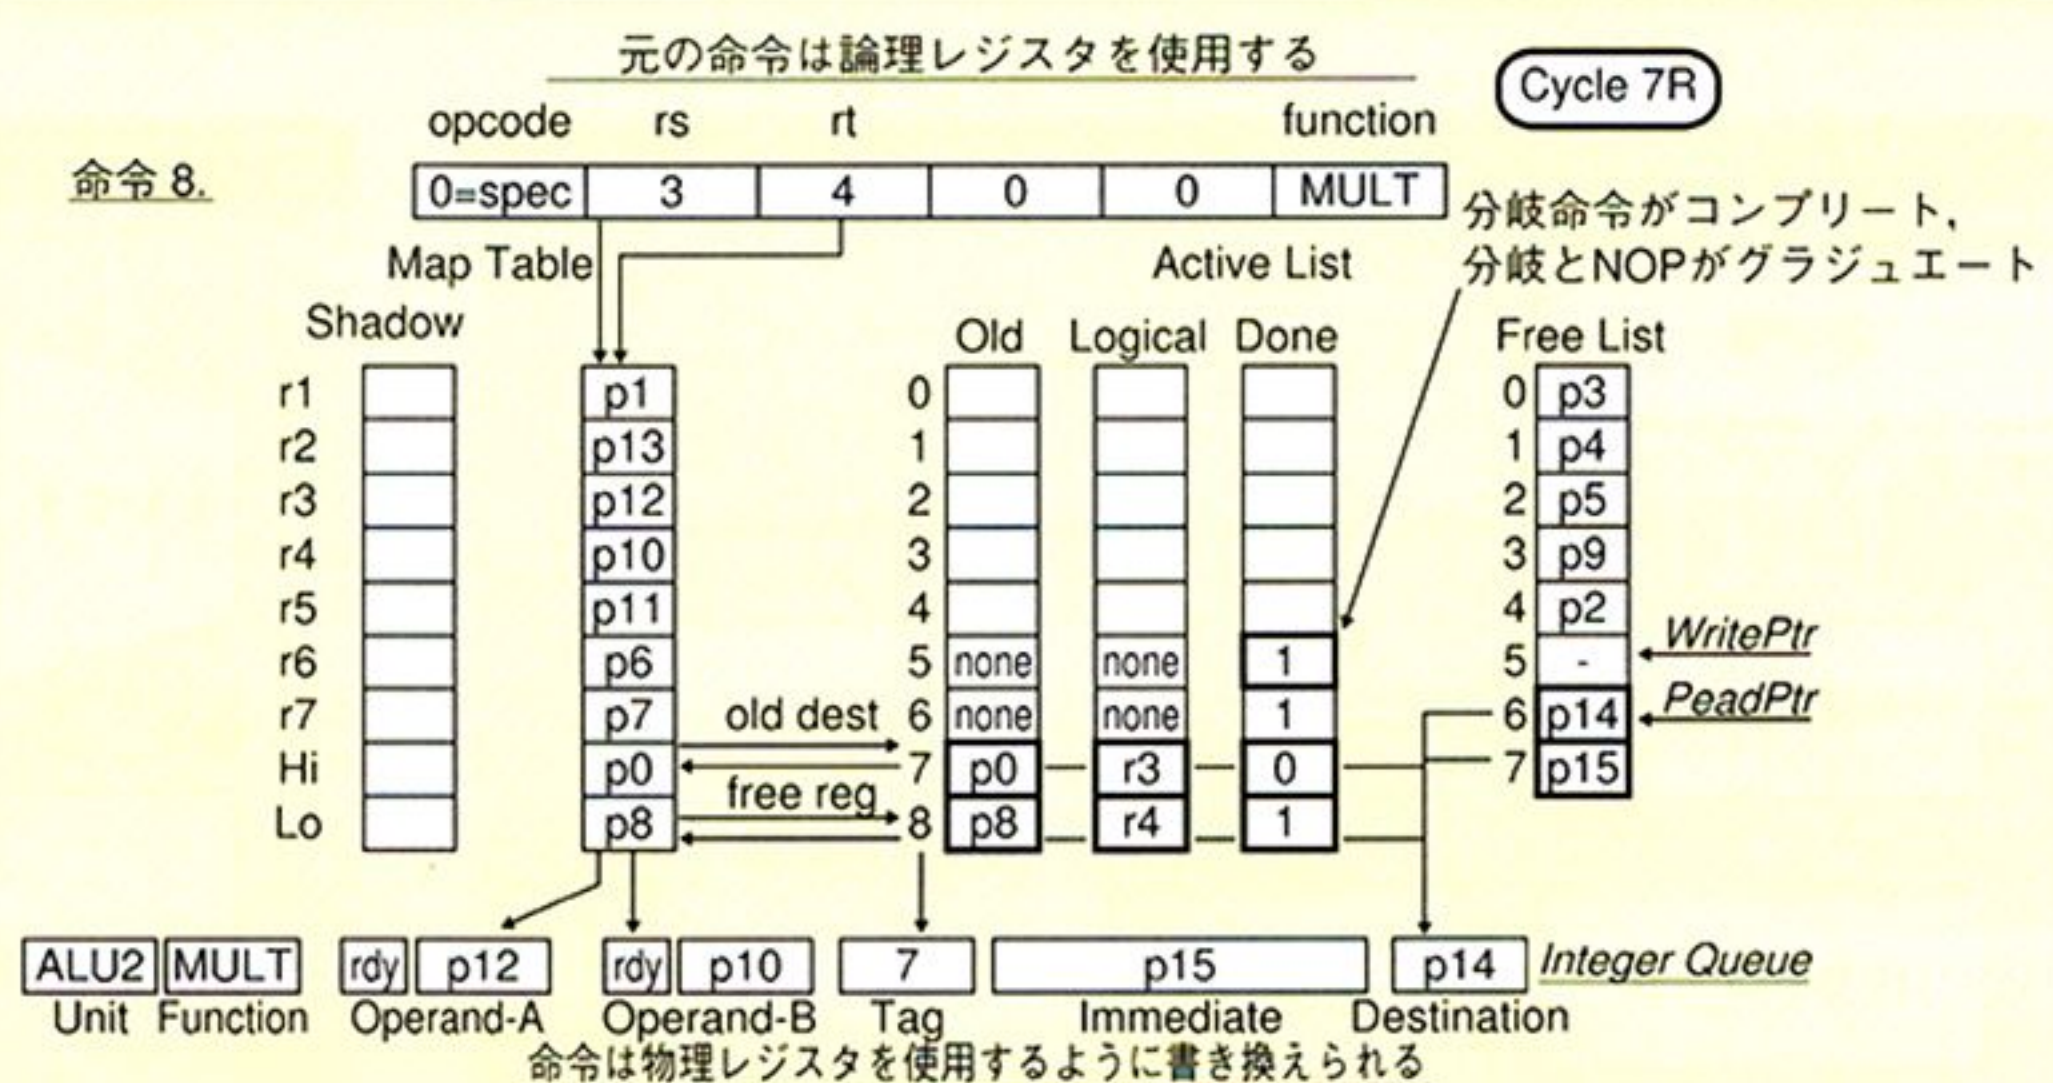 元の命令は論理レジスタを使用する
Cycle 7R
opcode rs rt function
命令 8.
0=spec 3 4 0 0 MULT
分岐命令がコンプリート,
分岐とNOPがグラジュエート
Map Table Active List
Shadow Old Logical Done Free List
r1 p1 0 0 p3
r2 p13 1 1 p4
r3 p12 2 2 p5
r4 p10 3 3 p9
r5 p11 4 4 p2
WritePtr
r6 p6 5 none none 1 5 -
PeadPtr
r7 p7 old dest 6 none none 1 6 p14
Hi p0 7 p0 r3 0 7 p15
free reg
Lo p8 8 p8 r4 1
ALU2 MULT rdy p12 rdy p10 7 p15 p14 Integer Queue
Unit Function Operand-A Operand-B Tag Immediate Destination
命令は物理レジスタを使用するように書き換えられる